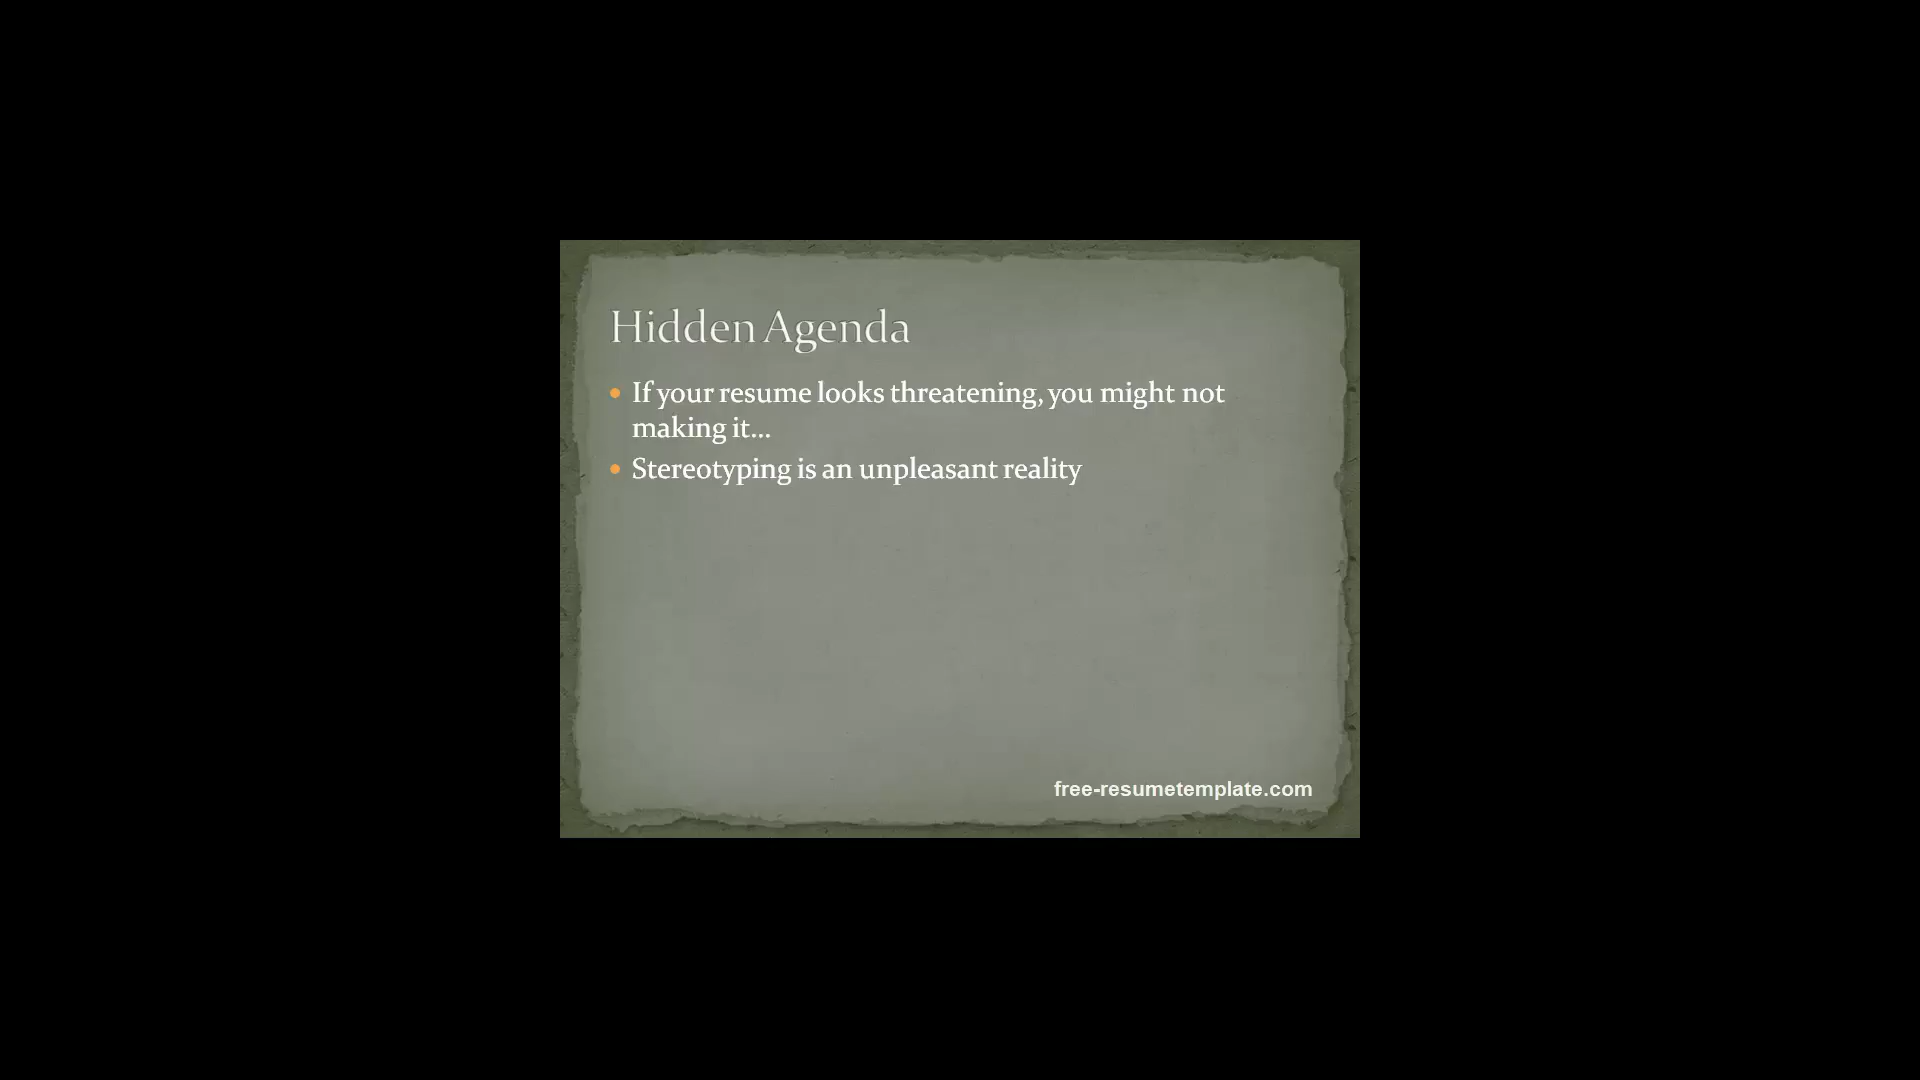 Hidden Agenda
If your resume looks threatening, you might not
making it...
Stereotyping is an unpleasant reality
free-resumetemplate.com